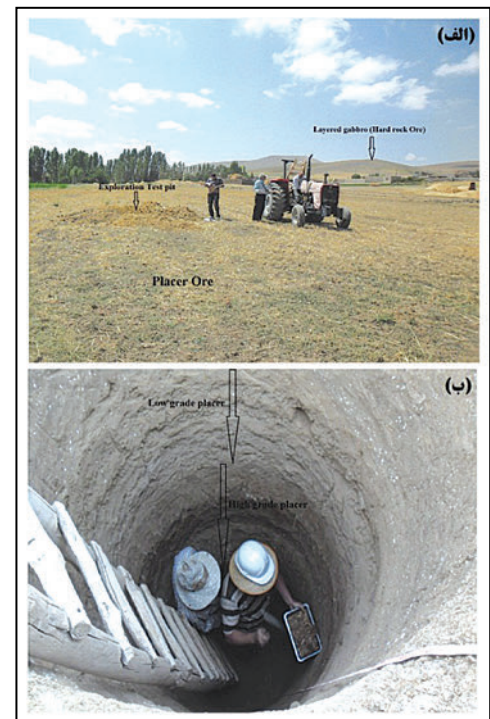 (الف)
Layered gabbro (Hard rock Ore)
Exploration Test pit
Placer Ore
(ب)
Low grade placer
High grade placer